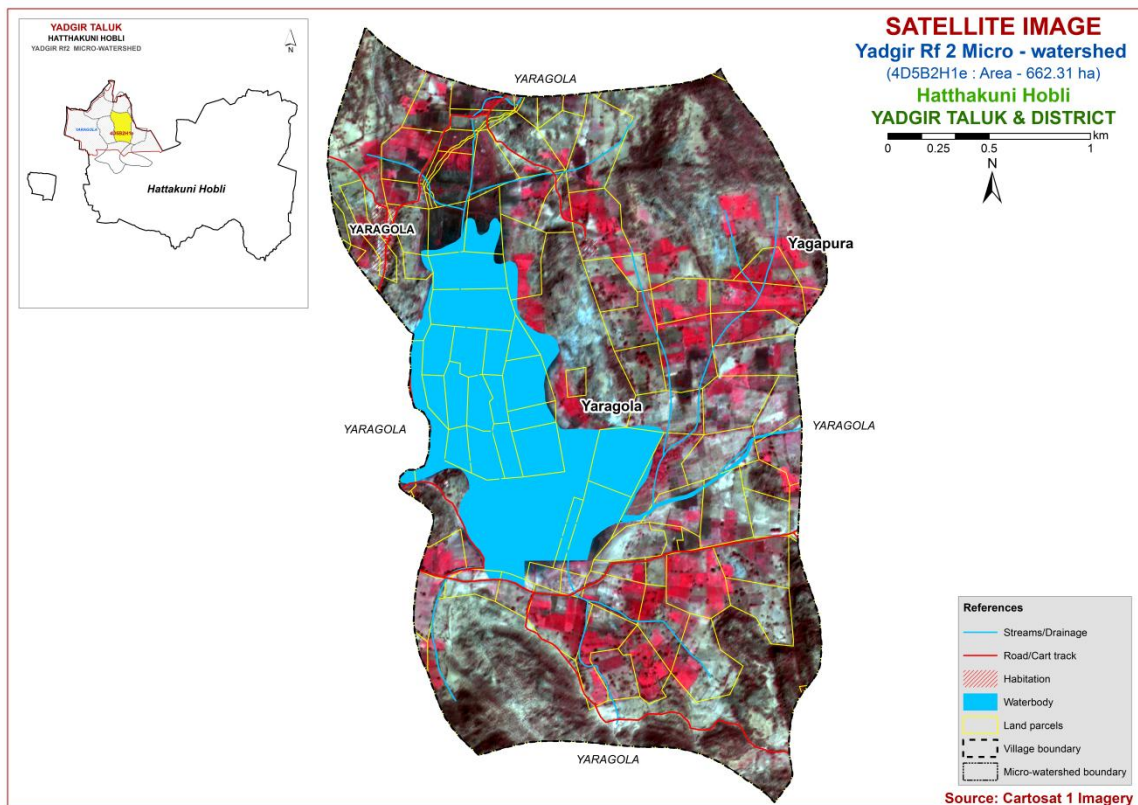 YADGIR TALUK
HATTHAKUNI HOBLI
YADGIR Rf2 MICRO-WATERSHED
N
YARAGOLA
4D5B2H1e
Hattakuni Hobli
SATELLITE IMAGE
Yadgir Rf 2 Micro - watershed
(4D5B2H1e : Area - 662.31 ha)
Hatthakuni Hobli
YADGIR TALUK & DISTRICT
km
0 0.25 0.5 1
N
YARAGOLA
YARAGOLA
Yagapura
Yaragola
YARAGOLA
YARAGOLA
YARAGOLA
References
Streams/Drainage
Road/Cart track
Habitation
Waterbody
Land parcels
Village boundary
Micro-watershed boundary
Source: Cartosat 1 Imagery